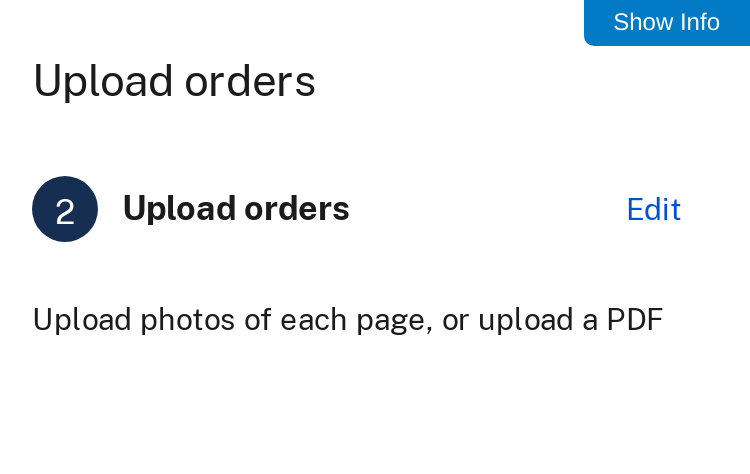 Show Info
Upload orders
2 Upload orders Edit
Upload photos of each page, or upload a PDF